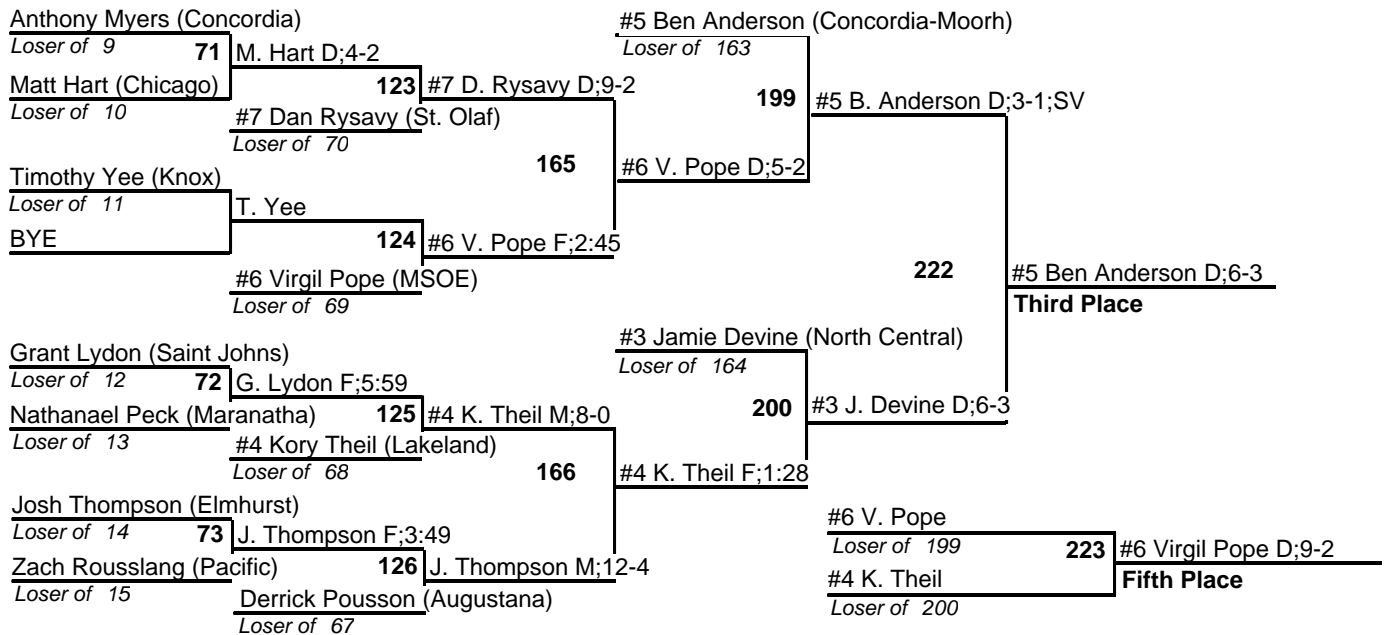 Anthony Myers (Concordia)
Loser of 9
71
M. Hart D;4-2
Matt Hart (Chicago)
Loser of 10
123
#7 D. Rysavy D;9-2
#7 Dan Rysavy (St. Olaf)
Loser of 70
165
#6 V. Pope D;5-2
Timothy Yee (Knox)
Loser of 11
T. Yee
BYE
124
#6 V. Pope F;2:45
#6 Virgil Pope (MSOE)
Loser of 69
#5 Ben Anderson (Concordia-Moorh)
Loser of 163
199
#5 B. Anderson D;3-1;SV
222
#5 Ben Anderson D;6-3
Third Place
Grant Lydon (Saint Johns)
Loser of 12
72
G. Lydon F;5:59
Nathanael Peck (Maranatha)
Loser of 13
125
#4 K. Theil M;8-0
#4 Kory Theil (Lakeland)
Loser of 68
166
#4 K. Theil F;1:28
Josh Thompson (Elmhurst)
Loser of 14
73
J. Thompson F;3:49
Zach Rousslang (Pacific)
Loser of 15
126
J. Thompson M;12-4
Derrick Pousson (Augustana)
Loser of 67
#3 Jamie Devine (North Central)
Loser of 164
200
#3 J. Devine D;6-3
#6 V. Pope
Loser of 199
223
#6 Virgil Pope D;9-2
Fifth Place
#4 K. Theil
Loser of 200